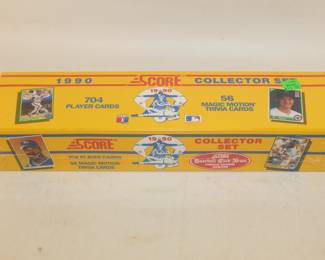 1990
SCORE
COLLECTOR SET
704
PLAYER CARDS
1990
56
MAGIC MOTION
TRIVIA CARDS
SCORE
1990
COLLECTOR
SET
704 PLAYER CARDS
56 MAGIC MOTION
TRIVIA CARDS